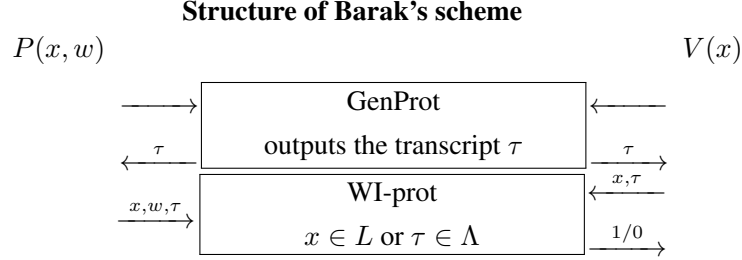 Structure of Barak's scheme
P(x, w) V(x)
GenProt
outputs the transcript τ
τ τ
WI-prot
x,τ
x,w,τ
x ∈ L or τ ∈ Λ
1/0